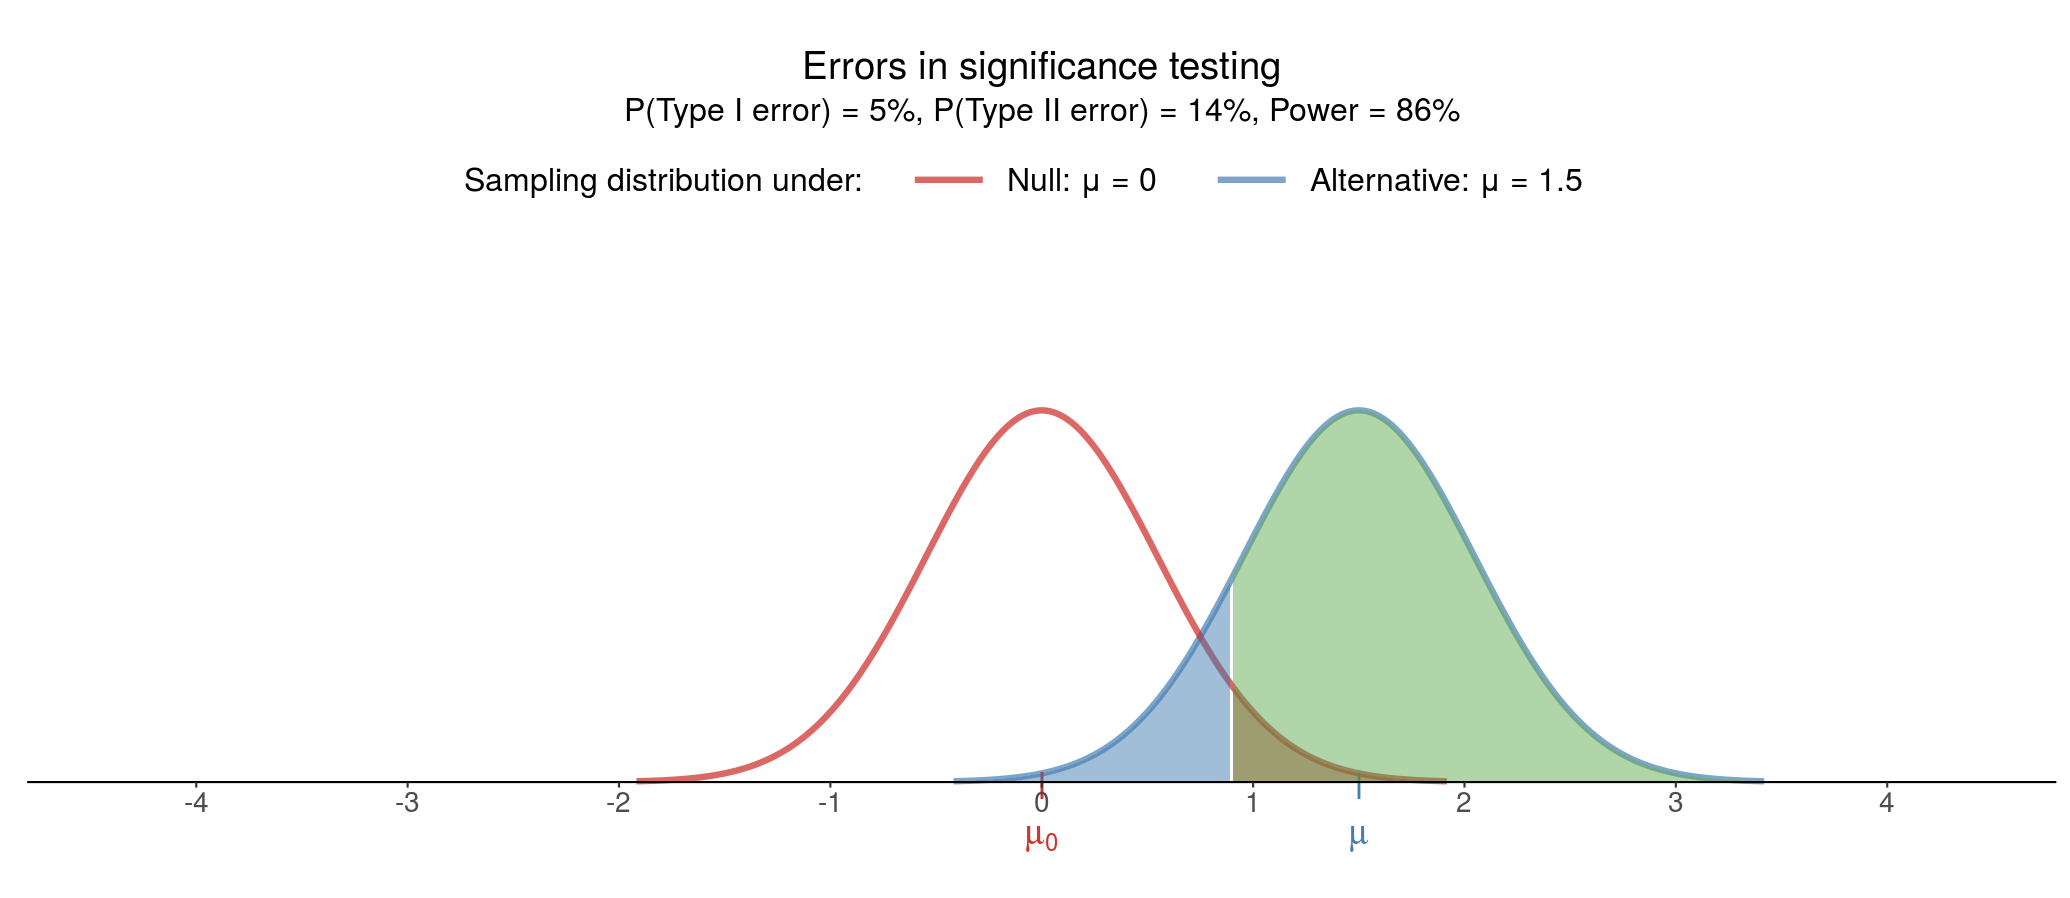 Errors in significance testing
P(Type I error) = 5%, P(Type II error) = 14%, Power = 86%
Sampling distribution under: Null: μ = 0 Alternative: μ = 1.5
-4 -3 -2 -1 0 1 2 3 4
μ₀ μ